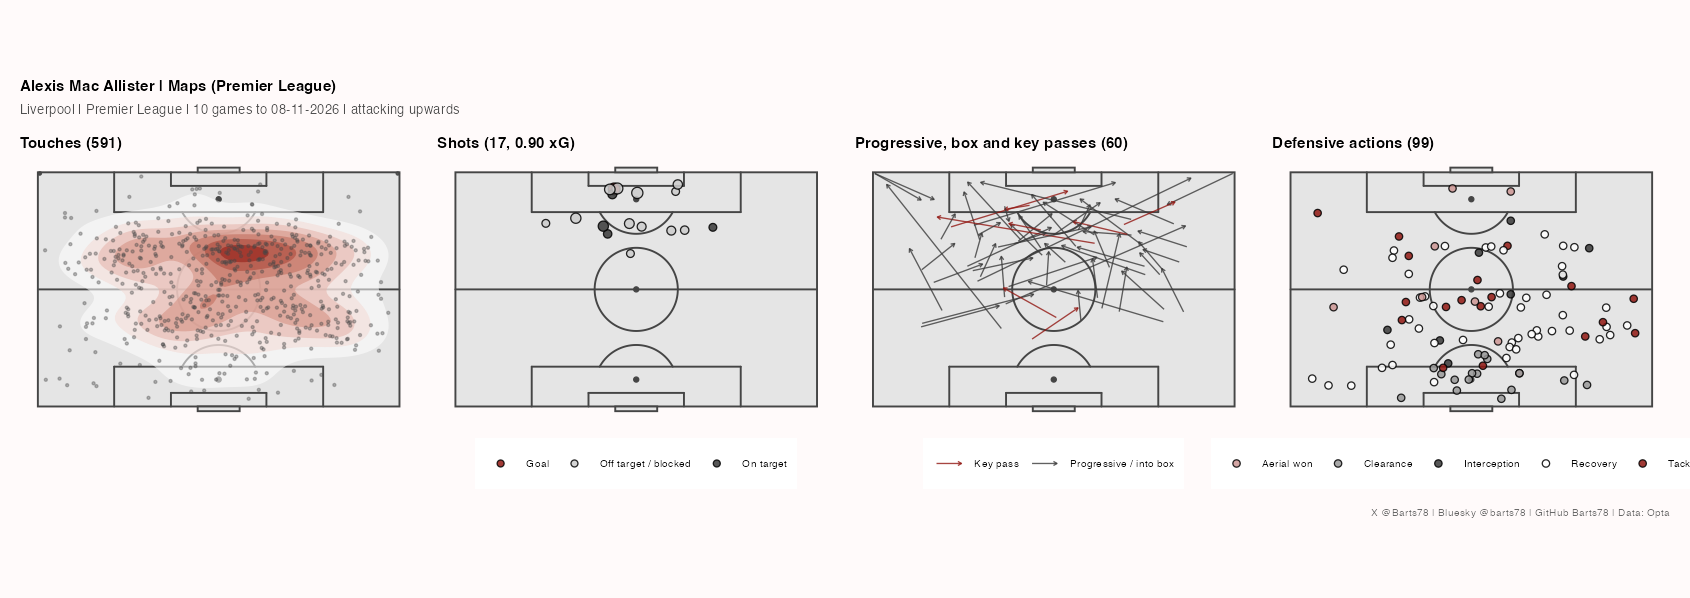 Alexis Mac Allister | Maps (Premier League)
Liverpool | Premier League | 10 games to 08-11-2026 | attacking upwards
Touches (591)
Shots (17, 0.90 xG)
Progressive, box and key passes (60)
Defensive actions (99)
Goal
Off target / blocked
On target
Key pass
Progressive / into box
Aerial won
Clearance
Interception
Recovery
Tack
X @Barts78 | Bluesky @barts78 | GitHub Barts78 | Data: Opta